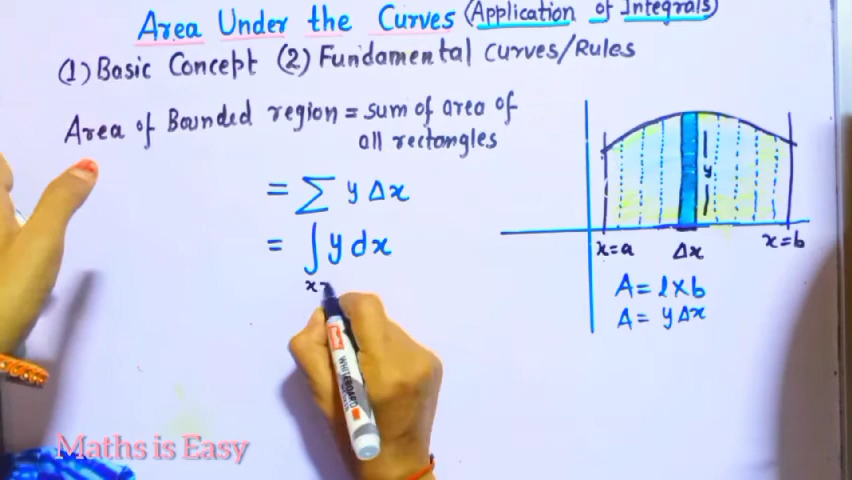 Area Under the Curves (Application of Integrals)
(1) Basic Concept (2) Fundamental Curves/Rules
Area of Bounded region = sum of area of
all rectangles
= ∑ y Δx
= ∫ y dx
x=
y
x=a Δx x=b
A = l×b
A = y Δx
WHITEBOARD
Maths is Easy